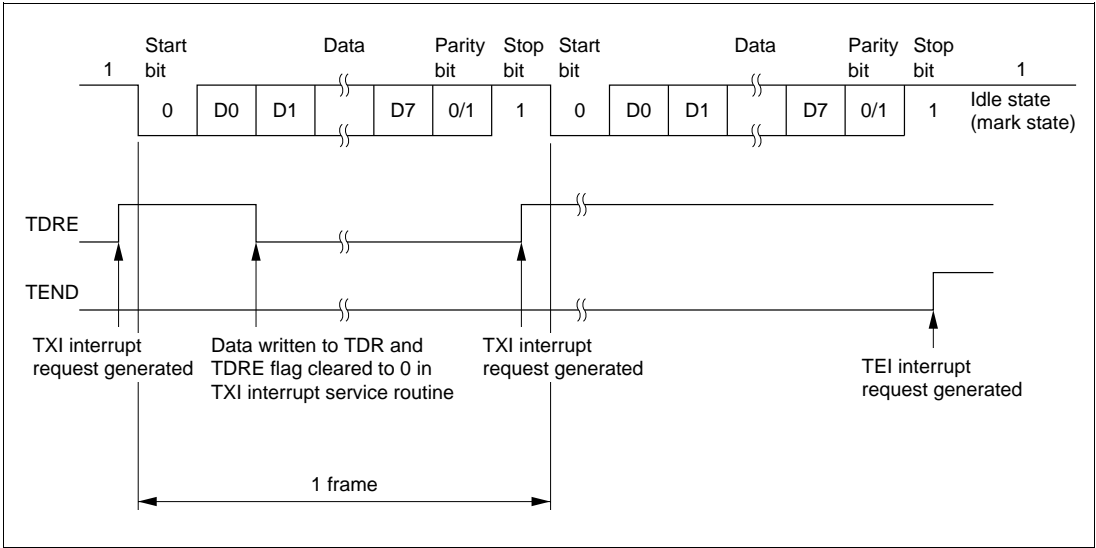 Start Data Parity Stop Start Data Parity Stop
1 bit bit bit bit bit bit 1
0 D0 D1 D7 0/1 1 0 D0 D1 D7 0/1 1 Idle state
(mark state)
TDRE
TEND
TXI interrupt
request generated
Data written to TDR and
TDRE flag cleared to 0 in
TXI interrupt service routine
TXI interrupt
request generated
TEI interrupt
request generated
1 frame